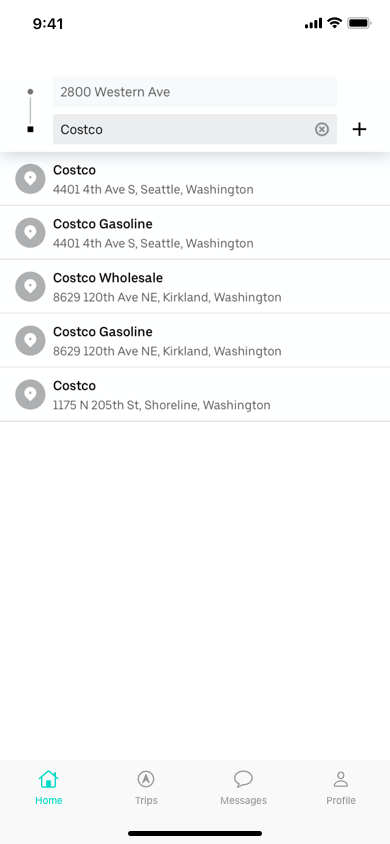 9:41
2800 Western Ave
Costco
Costco
4401 4th Ave S, Seattle, Washington
Costco Gasoline
4401 4th Ave S, Seattle, Washington
Costco Wholesale
8629 120th Ave NE, Kirkland, Washington
Costco Gasoline
8629 120th Ave NE, Kirkland, Washington
Costco
1175 N 205th St, Shoreline, Washington
Home Trips Messages Profile